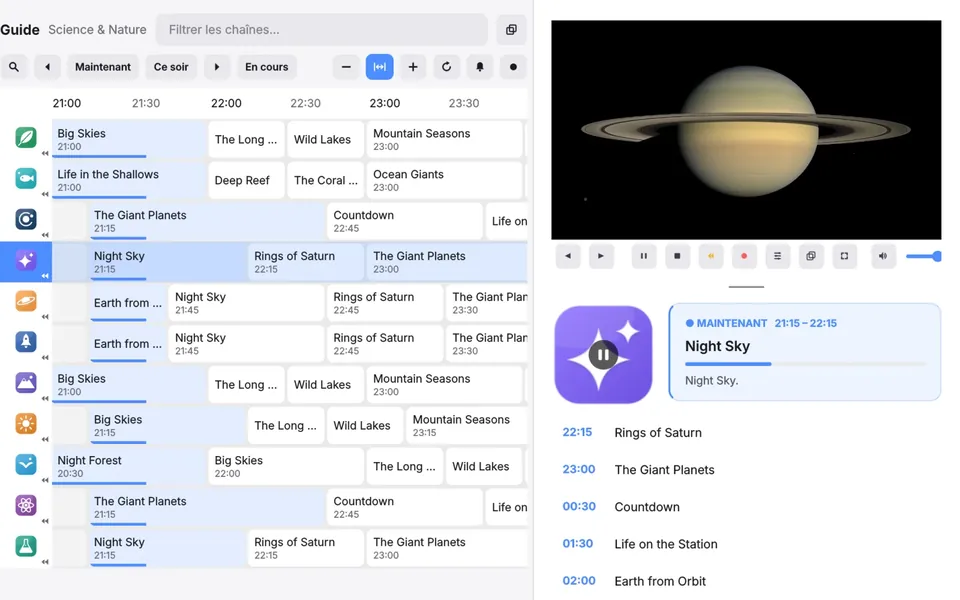 Guide Science & Nature Filtrer les chaînes...
Maintenant Ce soir En cours
21:00 21:30 22:00 22:30 23:00 23:30
Big Skies The Long ... Wild Lakes Mountain Seasons
21:00 23:00
Life in the Shallows Deep Reef The Coral ... Ocean Giants
21:00 23:00
The Giant Planets Countdown Life on
21:15 22:45
Night Sky Rings of Saturn The Giant Planets
21:15 22:15 23:00
Earth from ... Night Sky Rings of Saturn The Giant Plan
21:45 22:45 23:30
Earth from ... Night Sky Rings of Saturn The Giant Plan
21:45 22:45 23:30
Big Skies The Long ... Wild Lakes Mountain Seasons
21:00 23:00
Big Skies The Long ... Wild Lakes Mountain Seasons
21:15 23:15
Night Forest Big Skies The Long ... Wild Lakes
20:30 22:00
The Giant Planets Countdown Life on
21:15 22:45
Night Sky Rings of Saturn The Giant Planets
21:15 22:15 23:00
MAINTENANT 21:15 – 22:15
Night Sky
Night Sky.
22:15 Rings of Saturn
23:00 The Giant Planets
00:30 Countdown
01:30 Life on the Station
02:00 Earth from Orbit